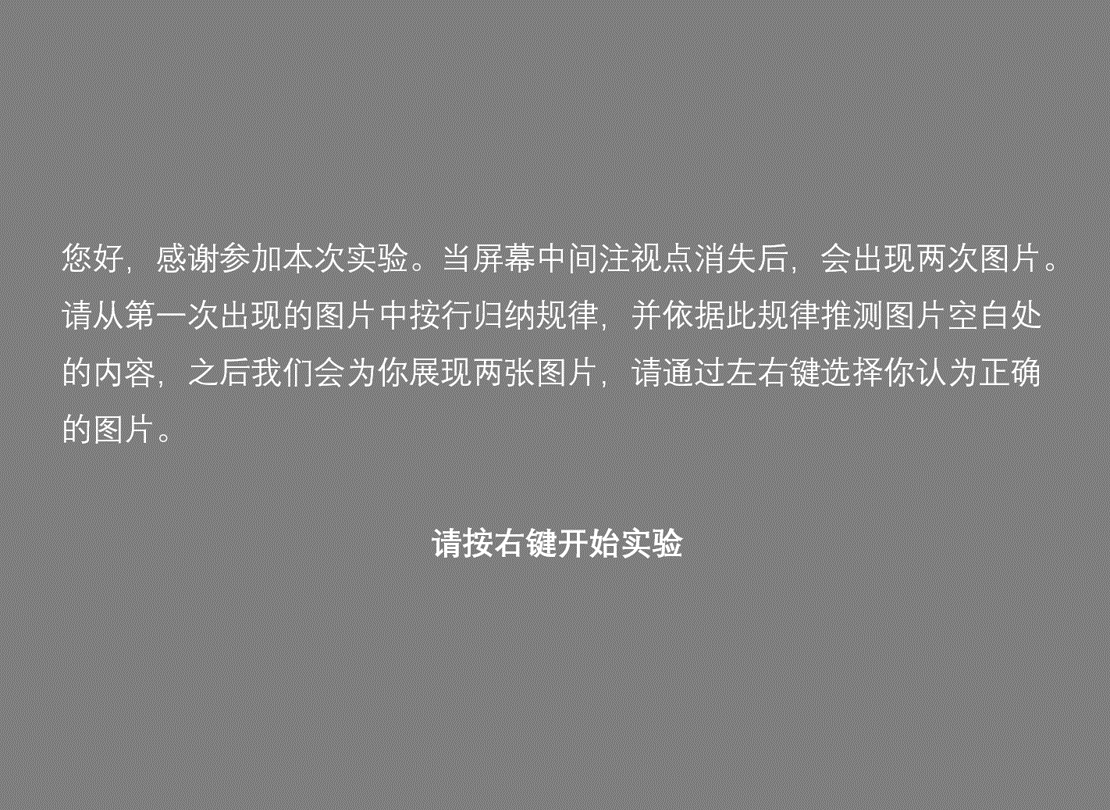 您好，感谢参加本次实验。当屏幕中间注视点消失后，会出现两次图片。
请从第一次出现的图片中按行归纳规律，并依据此规律推测图片空白处
的内容，之后我们会为你展现两张图片，请通过左右键选择你认为正确
的图片。
请按右键开始实验